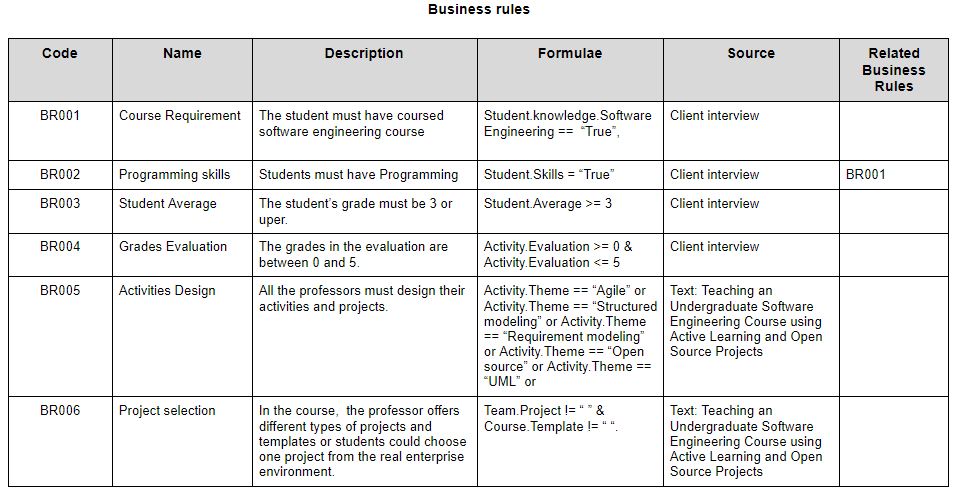 Business rules
Code Name Description Formulae Source Related
Business
Rules
BR001 Course Requirement The student must have coursed
software engineering course
Student.knowledge.Software
Engineering == “True”,
Client interview
BR002 Programming skills Students must have Programming Student.Skills = “True” Client interview BR001
BR003 Student Average The student’s grade must be 3 or
uper.
Student.Average >= 3 Client interview
BR004 Grades Evaluation The grades in the evaluation are
between 0 and 5.
Activity.Evaluation >= 0 &
Activity.Evaluation <= 5
Client interview
BR005 Activities Design All the professors must design their
activities and projects.
Activity.Theme == “Agile” or
Activity.Theme == “Structured
modeling” or Activity.Theme
== “Requirement modeling”
or Activity.Theme == “Open
source” or Activity.Theme ==
“UML” or
Text: Teaching an
Undergraduate Software
Engineering Course using
Active Learning and Open
Source Projects
BR006 Project selection In the course, the professor offers
different types of projects and
templates or students could choose
one project from the real enterprise
environment.
Team.Project != “ ” &
Course.Template != “ “.
Text: Teaching an
Undergraduate Software
Engineering Course using
Active Learning and Open
Source Projects